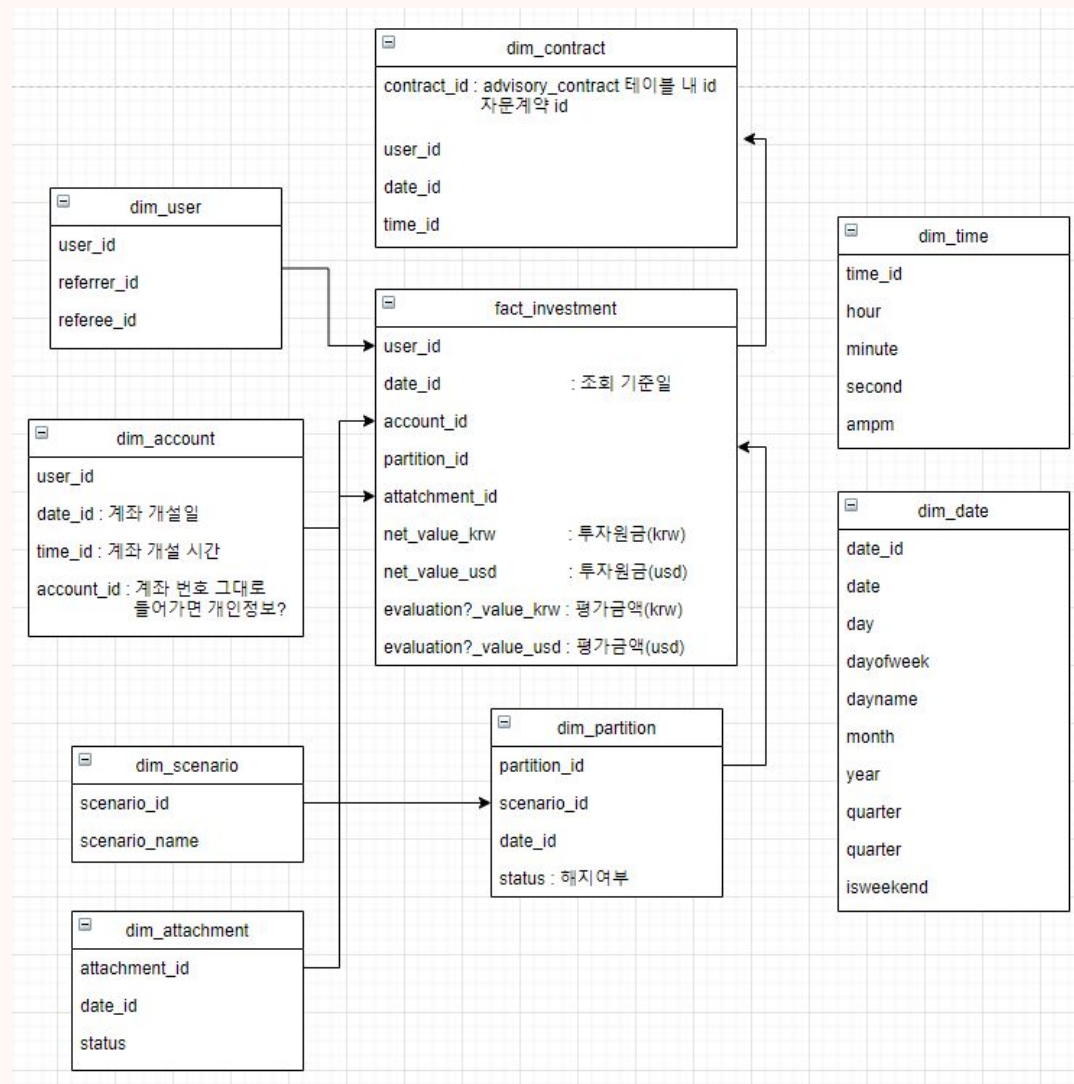 dim_contract
contract_id : advisory_contract 테이블 내 id
자문계약 id
user_id
date_id
time_id
dim_user
user_id
referrer_id
referee_id
dim_time
time_id
hour
minute
second
ampm
fact_investment
user_id
date_id : 조회 기준일
account_id
partition_id
attatchment_id
net_value_krw : 투자원금(krw)
net_value_usd : 투자원금(usd)
evaluation?_value_krw : 평가금액(krw)
evaluation?_value_usd : 평가금액(usd)
dim_account
user_id
date_id : 계좌 개설일
time_id : 계좌 개설 시간
account_id : 계좌 번호 그대로
들어가면 개인정보?
dim_date
date_id
date
day
dayofweek
dayname
month
year
quarter
quarter
isweekend
dim_partition
partition_id
scenario_id
date_id
status : 해지여부
dim_scenario
scenario_id
scenario_name
dim_attachment
attachment_id
date_id
status